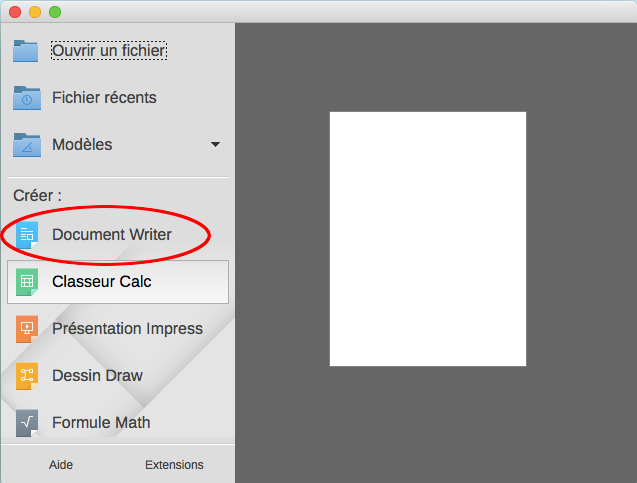 Ouvrir un fichier
Fichier récents
Modèles
Créer :
Document Writer
Classeur Calc
Présentation Impress
Dessin Draw
Formule Math
Aide
Extensions